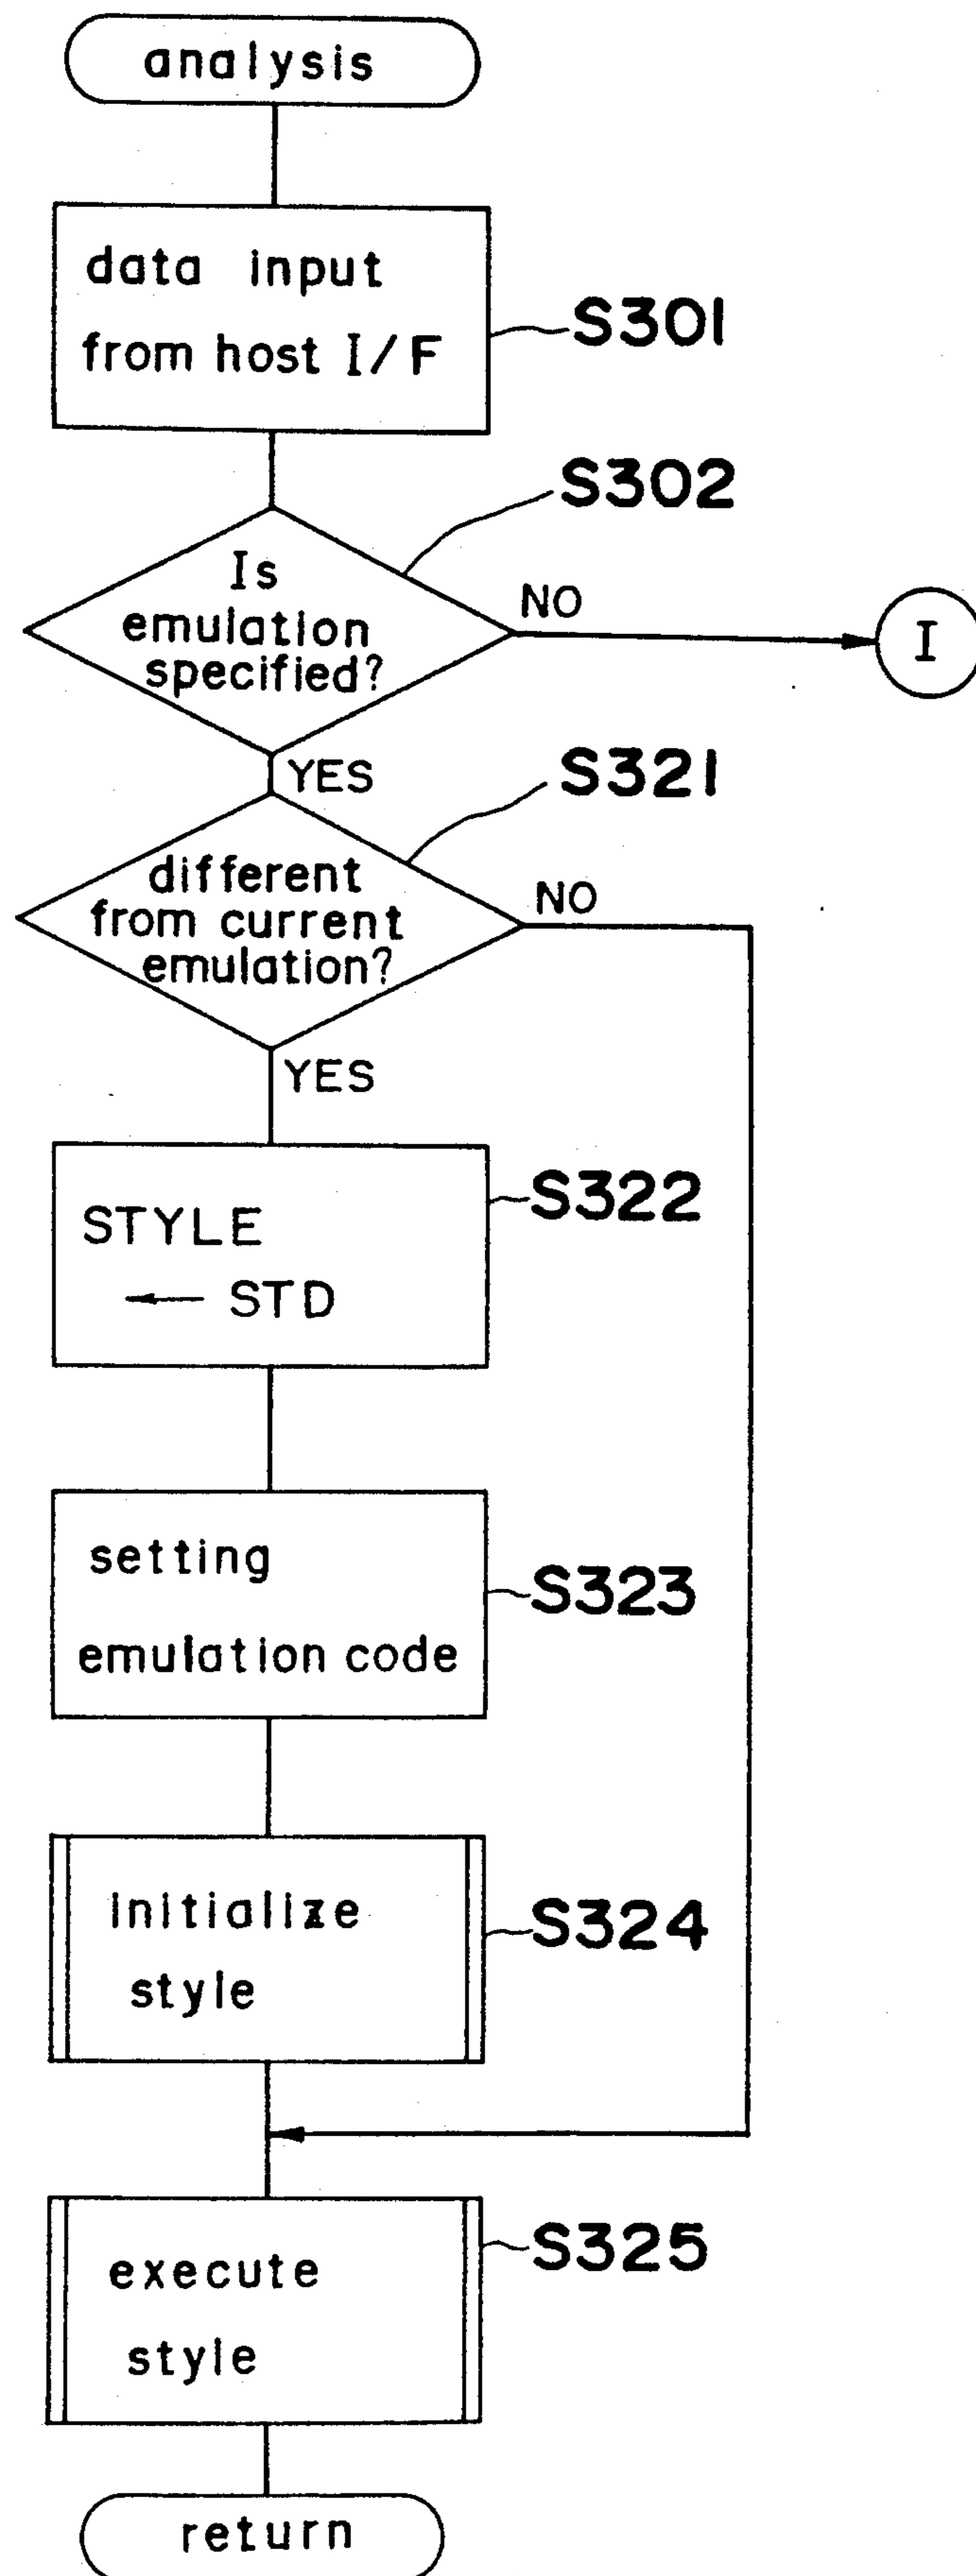 analysis
data input
from host I/F
S301
S302
Is
emulation
specified?
NO
I
YES
S321
different
from current
emulation?
NO
YES
STYLE
← STD
S322
setting
emulation code
S323
initialize
style
S324
execute
style
S325
return